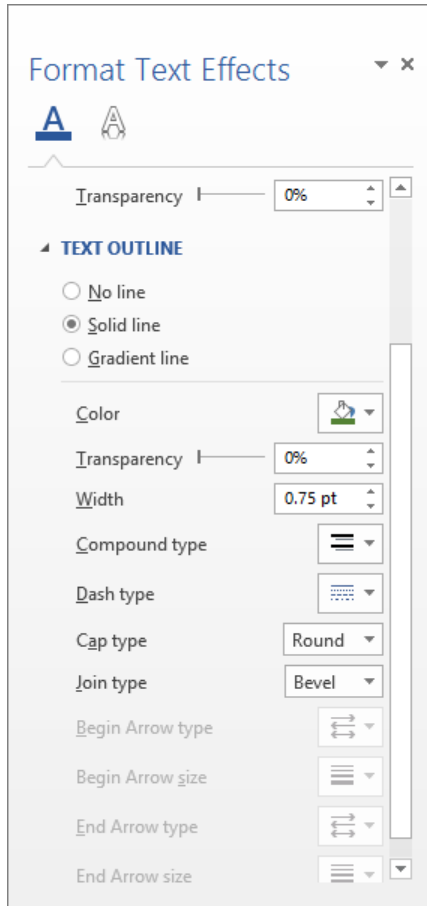 Format Text Effects
A A
Transparency 0%
TEXT OUTLINE
No line
Solid line
Gradient line
Color
Transparency 0%
Width 0.75 pt
Compound type
Dash type
Cap type Round
Join type Bevel
Begin Arrow type
Begin Arrow size
End Arrow type
End Arrow size